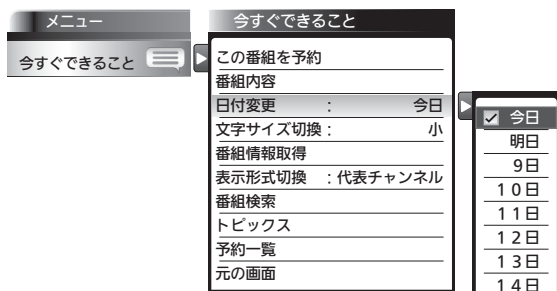 メニュー
今すぐできること
今すぐできること
この番組を予約
番組内容
日付変更 : 今日
文字サイズ切換 : 小
番組情報取得
表示形式切換 : 代表チャンネル
番組検索
トピックス
予約一覧
元の画面
今日
明日
9日
10日
11日
12日
13日
14日